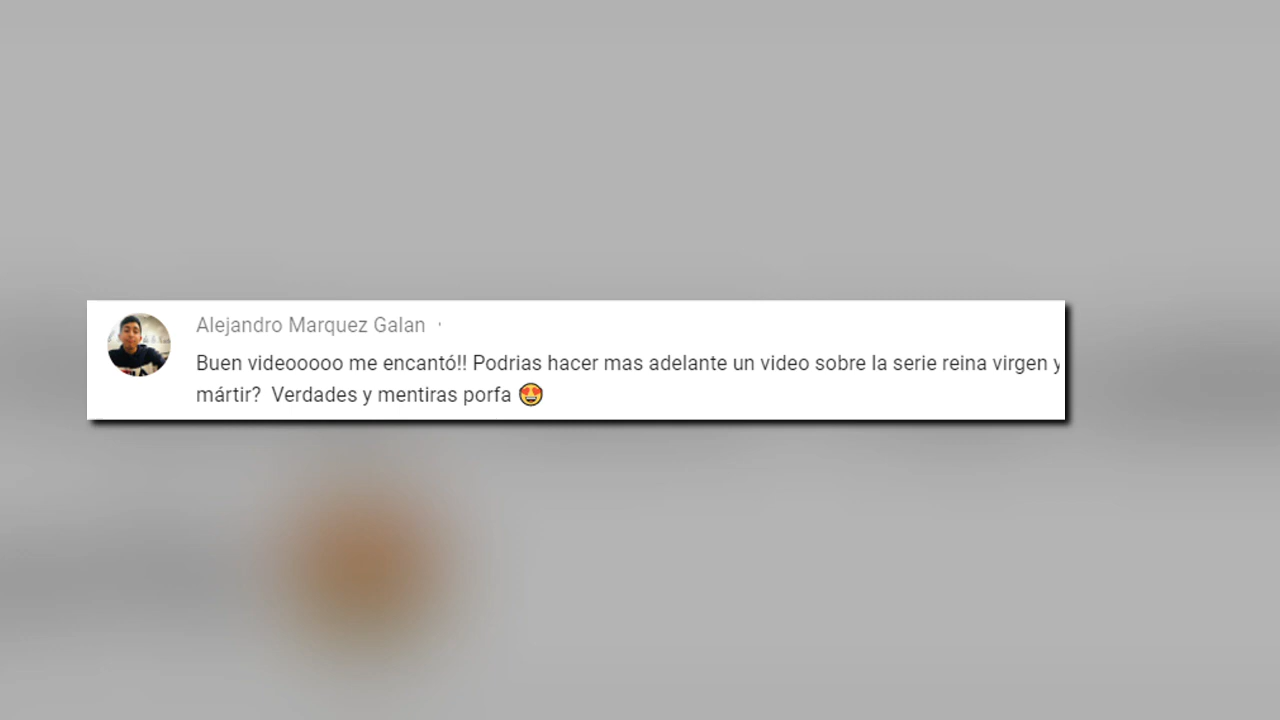 Alejandro Marquez Galan ·
Buen videooooo me encantó!! Podrias hacer mas adelante un video sobre la serie reina virgen y
mártir?  Verdades y mentiras porfa 😍